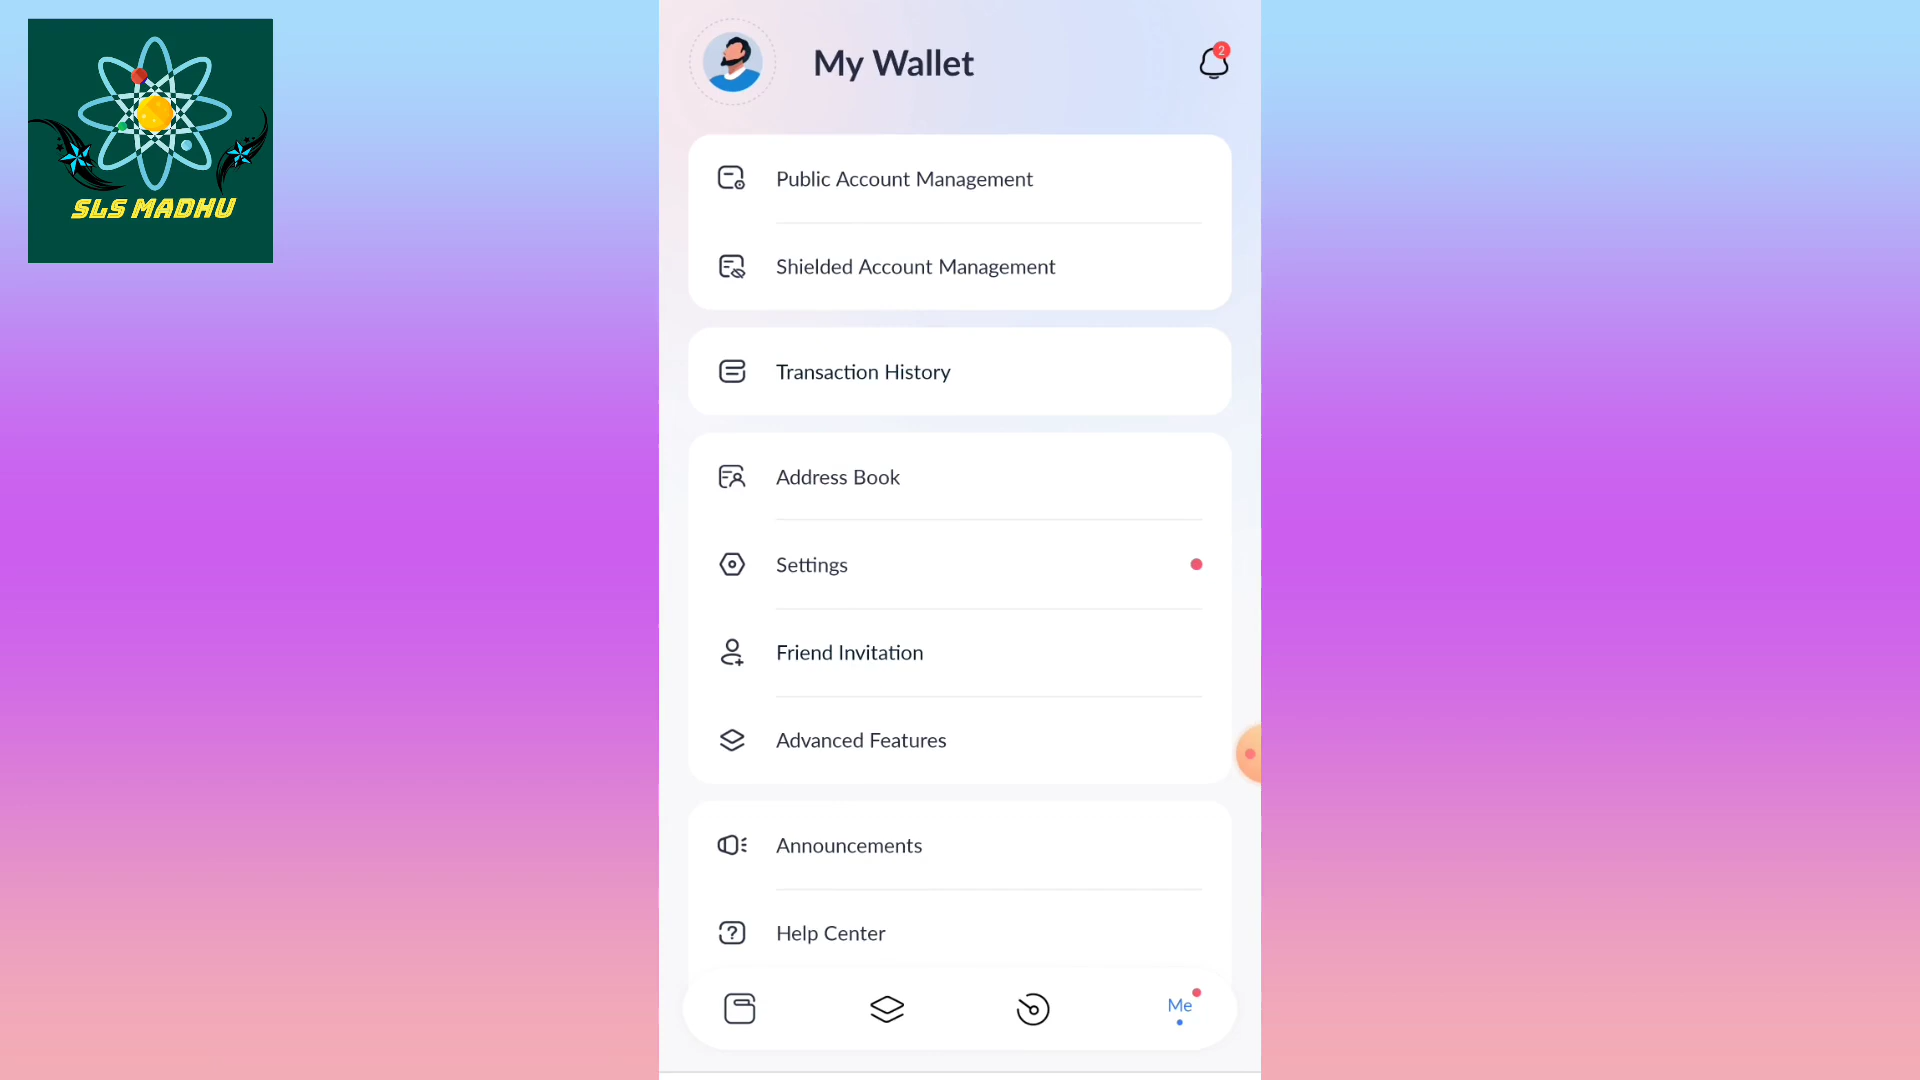 SLS MADHU
My Wallet
2
Public Account Management
Shielded Account Management
Transaction History
Address Book
Settings
Friend Invitation
Advanced Features
Announcements
Help Center
Me